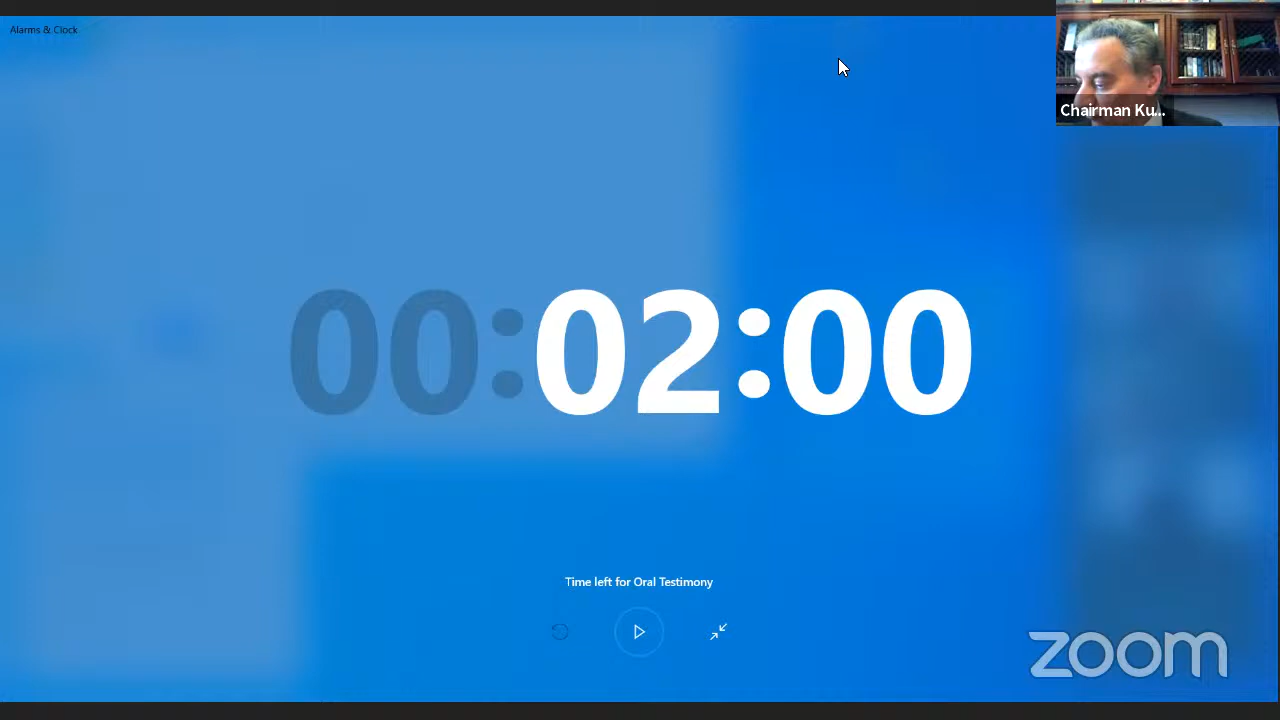 Alarms & Clock
Chairman Ku...
00:02:00
Time left for Oral Testimony
zoom